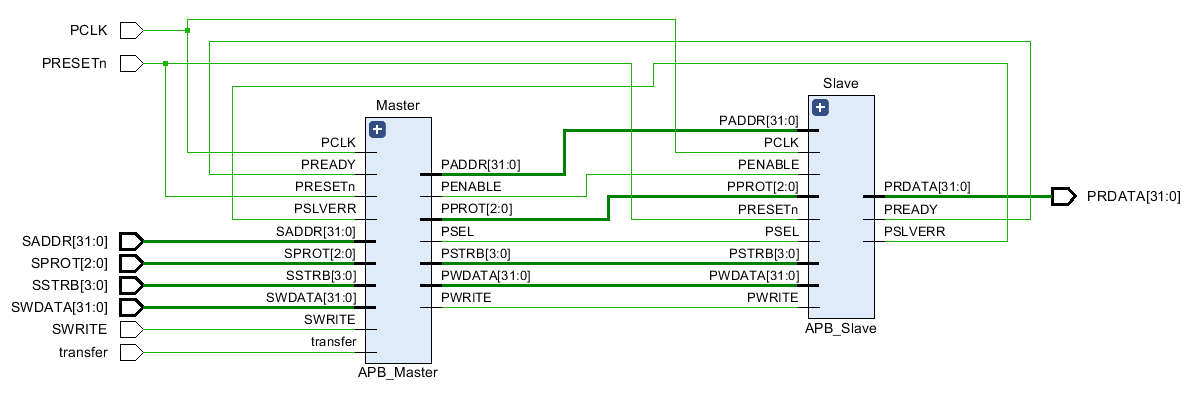 PCLK
PRESETn
SADDR[31:0]
SPROT[2:0]
SSTRB[3:0]
SWDATA[31:0]
SWRITE
transfer
Master
PCLK
PREADY
PRESETn
PSLVERR
SADDR[31:0]
SPROT[2:0]
SSTRB[3:0]
SWDATA[31:0]
SWRITE
transfer
PADDR[31:0]
PENABLE
PPROT[2:0]
PSEL
PSTRB[3:0]
PWDATA[31:0]
PWRITE
APB_Master
Slave
PADDR[31:0]
PCLK
PENABLE
PPROT[2:0]
PRESETn
PSEL
PSTRB[3:0]
PWDATA[31:0]
PWRITE
PRDATA[31:0]
PREADY
PSLVERR
APB_Slave
PRDATA[31:0]